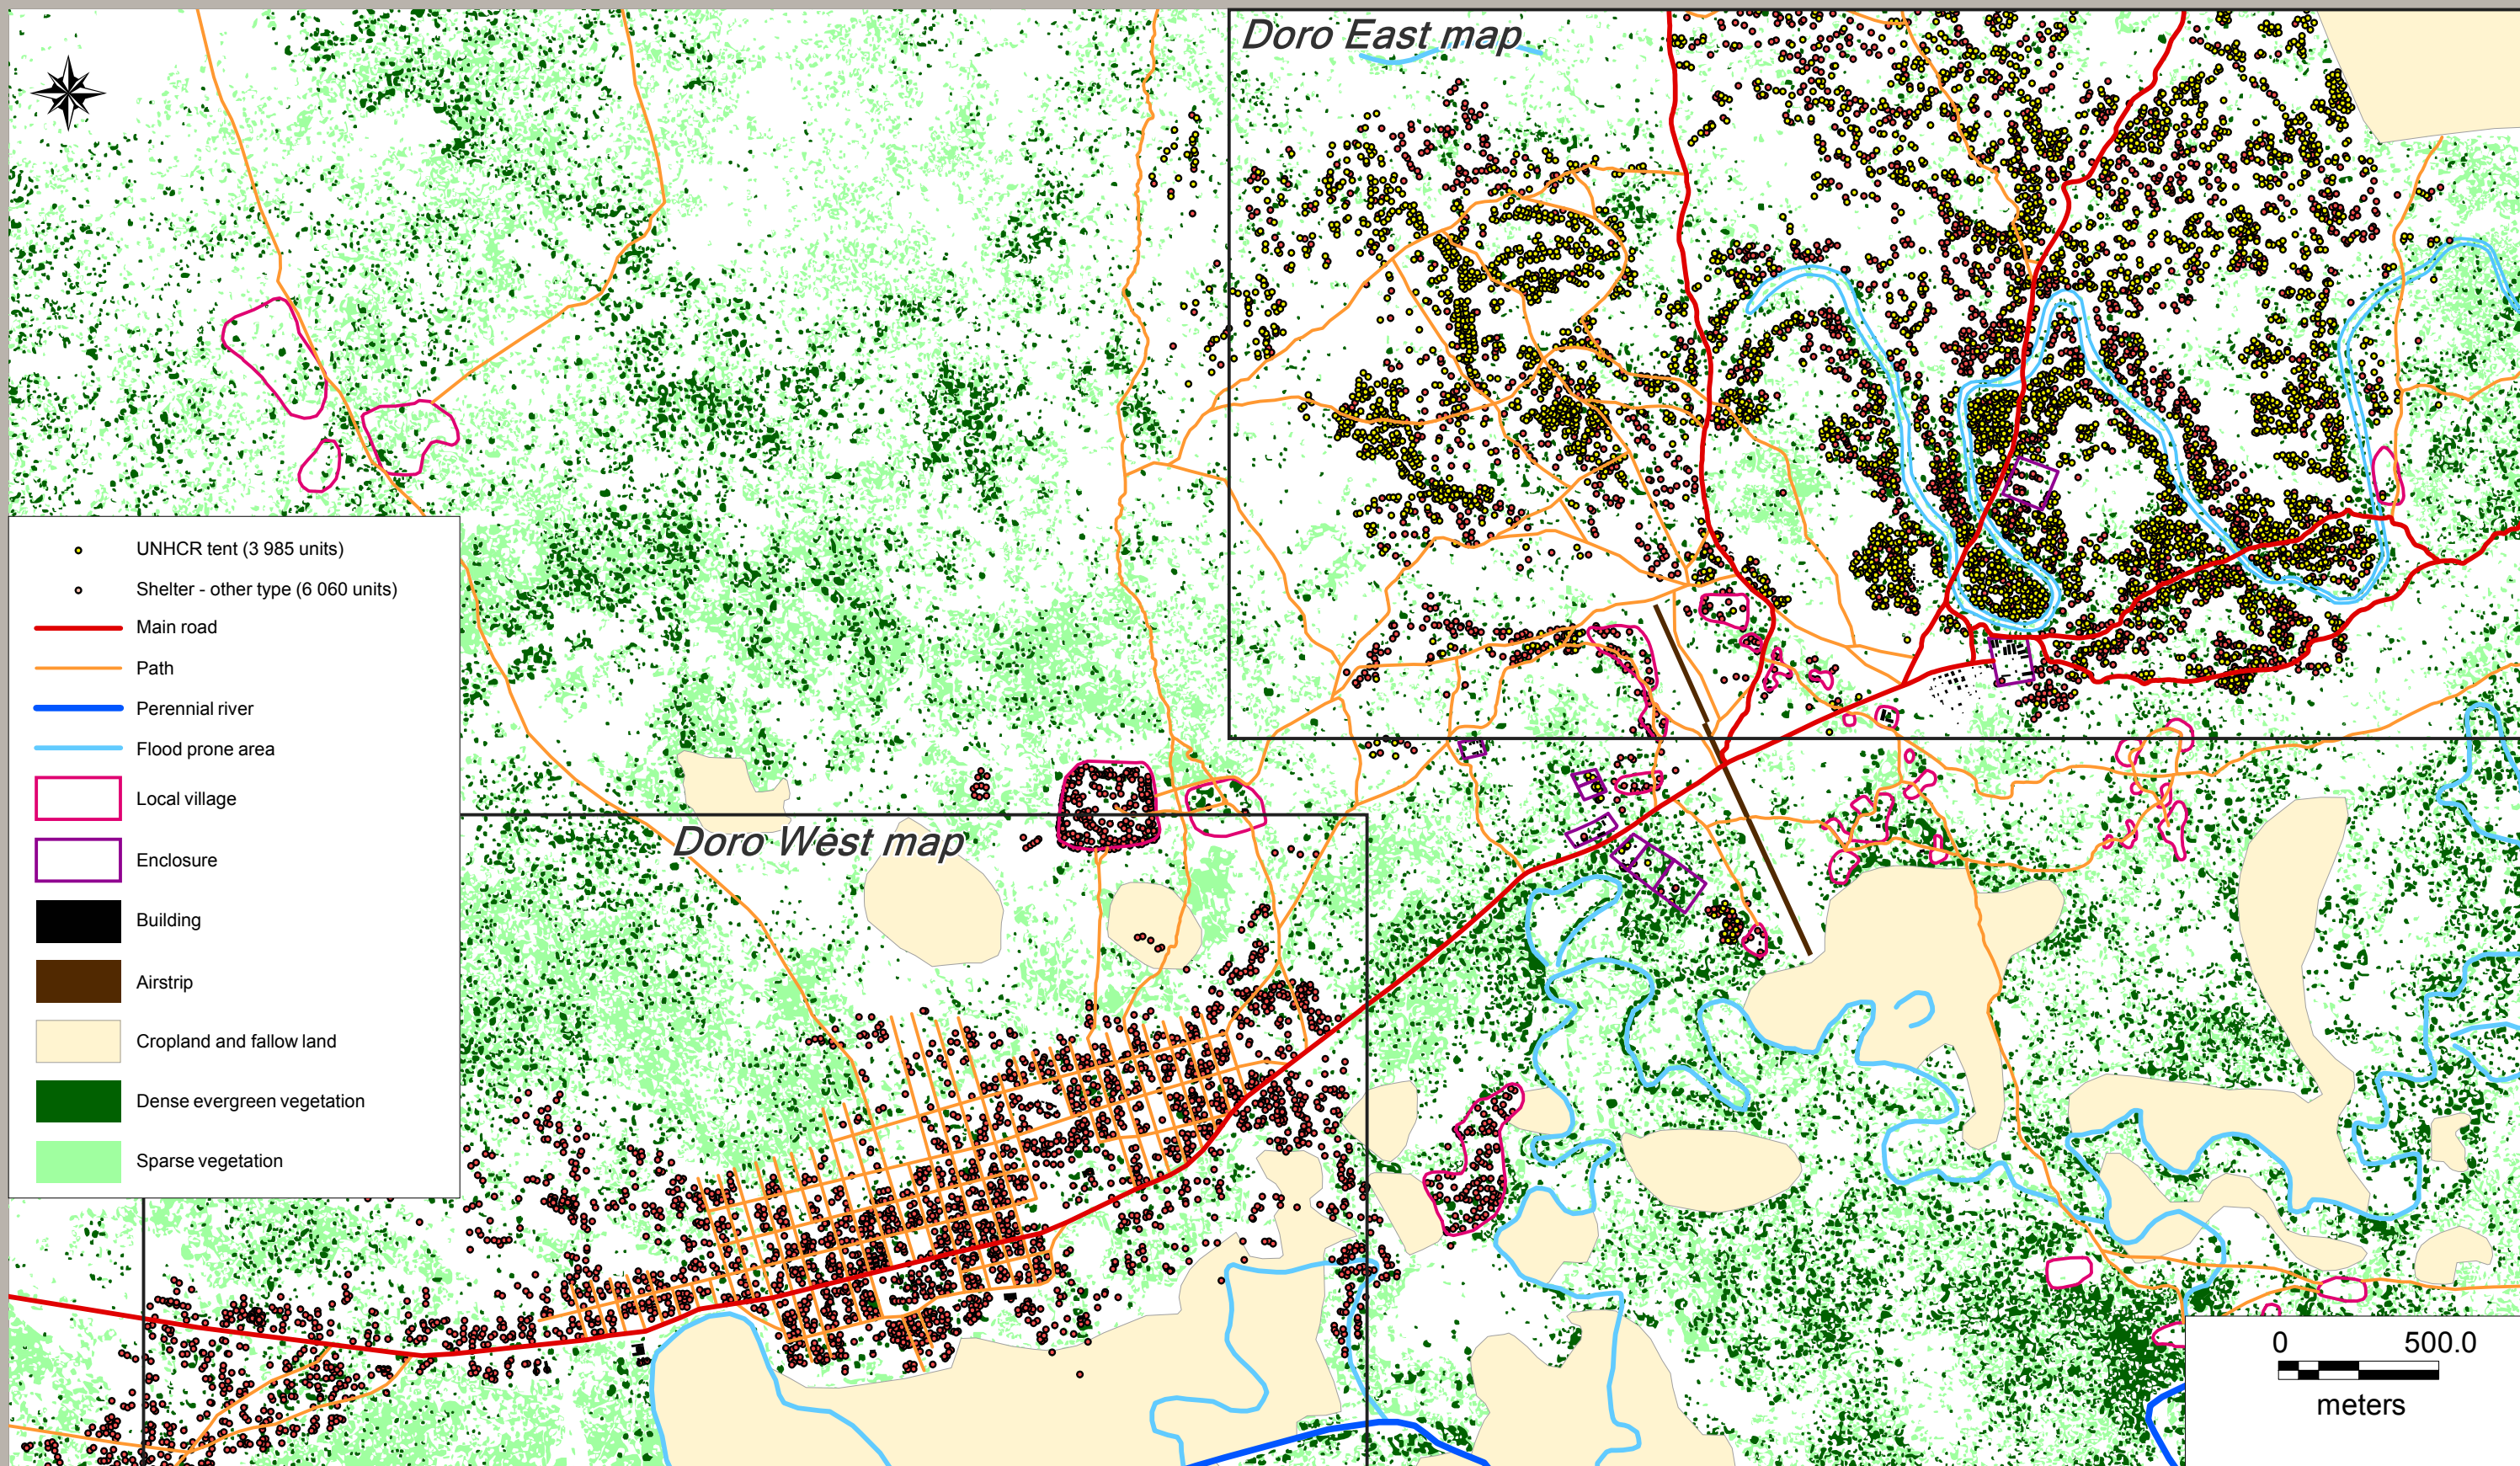 Doro East map
UNHCR tent (3 985 units)
Shelter - other type (6 060 units)
Main road
Path
Perennial river
Flood prone area
Local village
Enclosure
Building
Airstrip
Cropland and fallow land
Dense evergreen vegetation
Sparse vegetation
Doro West map
0 500.0
meters